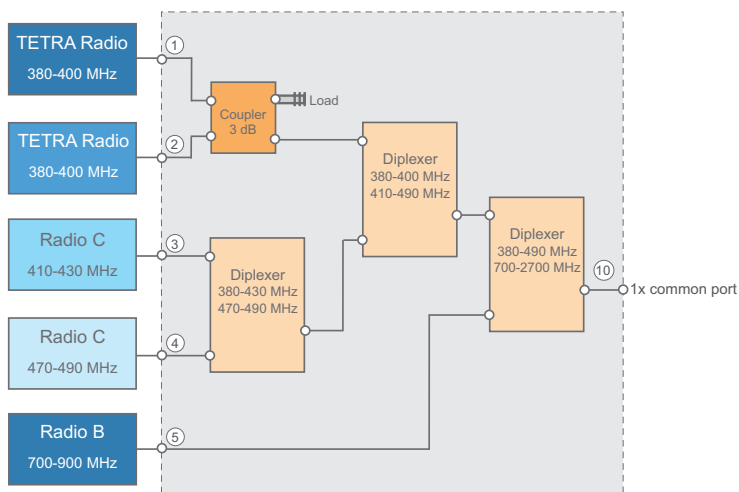 TETRA Radio
380-400 MHz
1
Coupler
3 dB
Load
TETRA Radio
380-400 MHz
2
Diplexer
380-400 MHz
410-490 MHz
Radio C
410-430 MHz
3
Diplexer
380-430 MHz
470-490 MHz
Diplexer
380-490 MHz
700-2700 MHz
10
1x common port
Radio C
470-490 MHz
4
Radio B
700-900 MHz
5